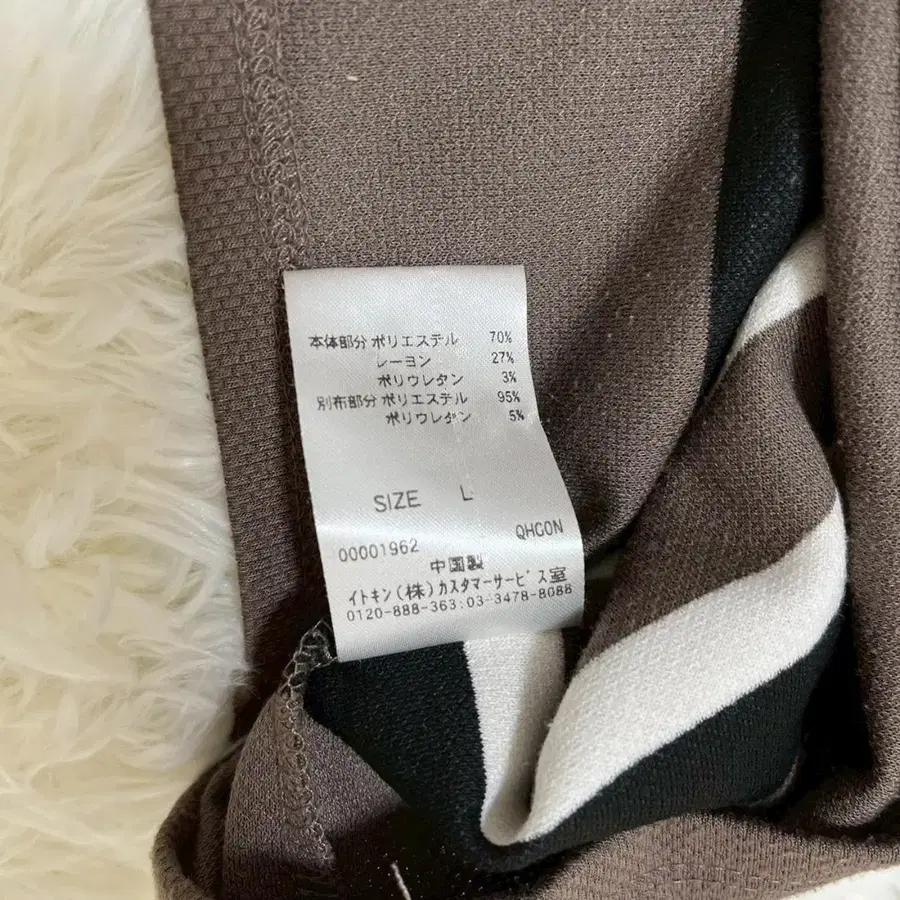 本体部分 ポリエステル 70%
レーヨン 27%
ポリウレタン 3%
別布部分 ポリエステル 95%
ポリウレタン 5%
SIZE L
00001962 QHGON
中国製
イトキン(株)カスタマーサービス室
0120-888-363:03-3478-8088